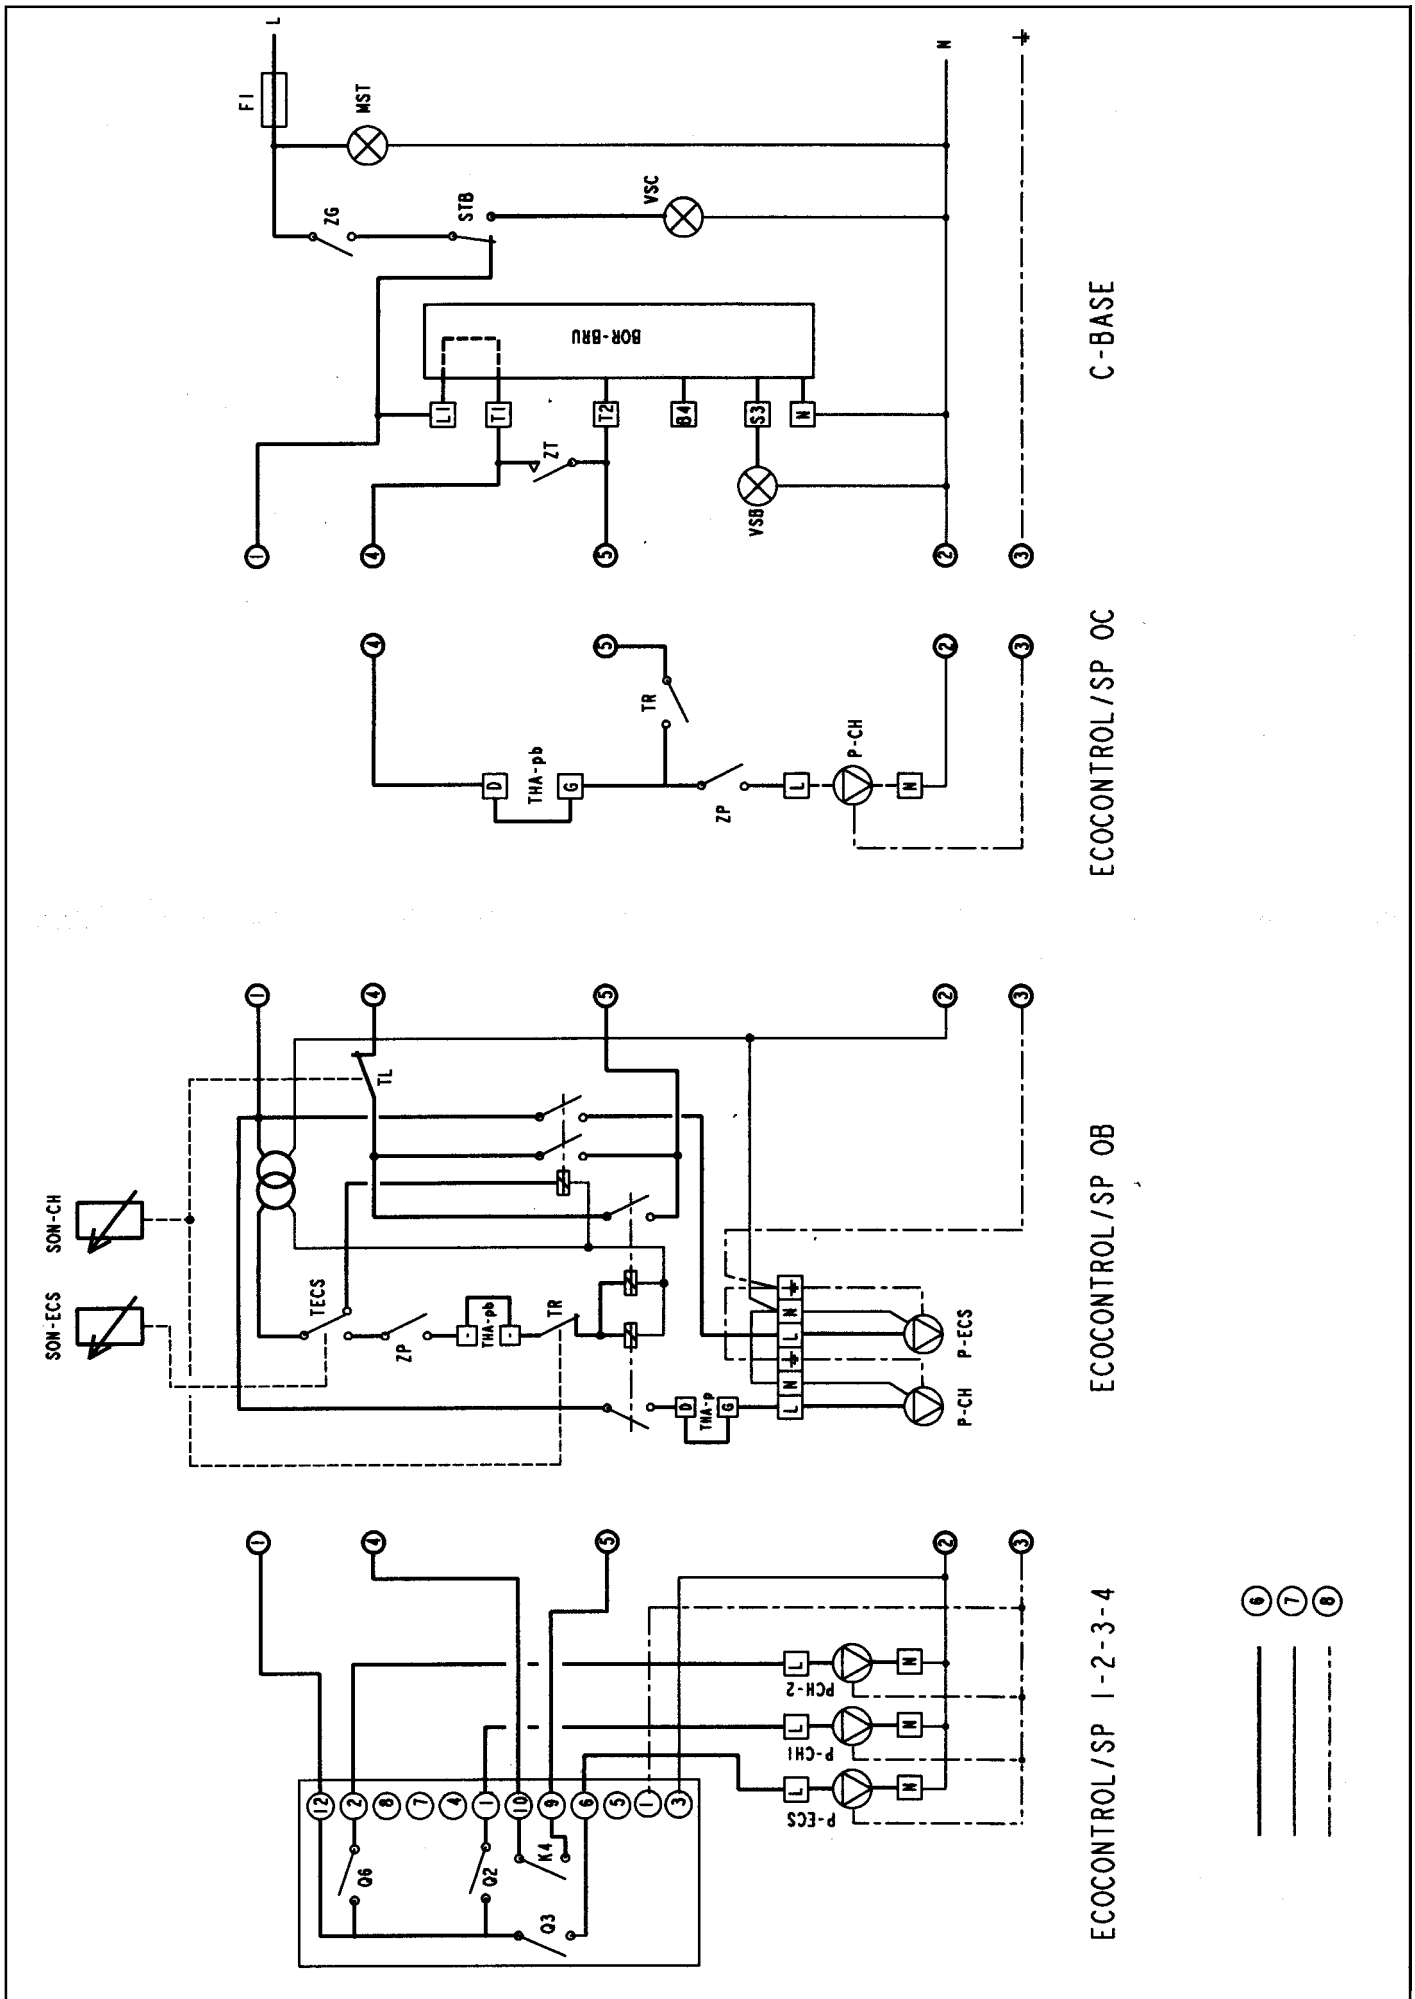 L
F1
MST
ZG
STB
VSC
N
BOR-BRU
L1
T1
T2
B4
S3
N
ZT
VSB
1
4
5
2
3
C-BASE
4
5
2
3
TR
D
THA-pb
G
ZP
L
P-CH
N
ECOCONTROL/SP OC
1
4
5
2
3
SON-CH
SON-ECS
TL
TECS
ZP
-
THA-pb
-
TR
D
THA-p
G
L
N
L
N
P-ECS
P-CH
ECOCONTROL/SP OB
1
4
5
2
3
L
PCH-2
N
L
P-CH1
N
L
P-ECS
N
12
2
8
7
4
1
10
9
6
5
1
3
Q6
Q2
K4
Q3
ECOCONTROL/SP 1-2-3-4
6
7
8